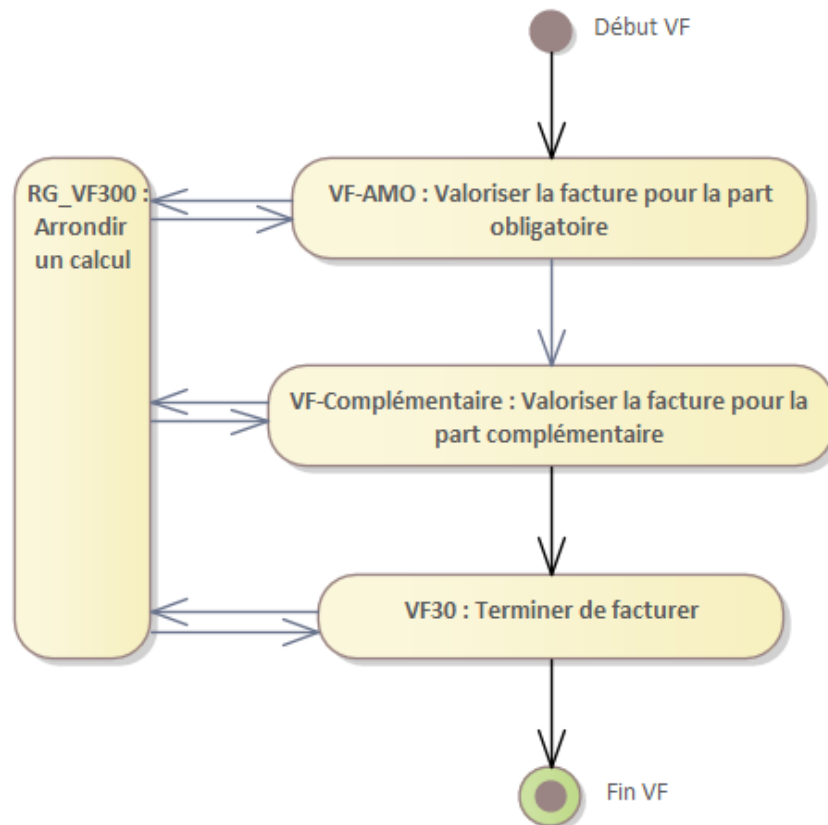 Début VF
RG_VF300 :
Arrondir
un calcul
VF-AMO : Valoriser la facture pour la part
obligatoire
VF-Complémentaire : Valoriser la facture pour la
part complémentaire
VF30 : Terminer de facturer
Fin VF